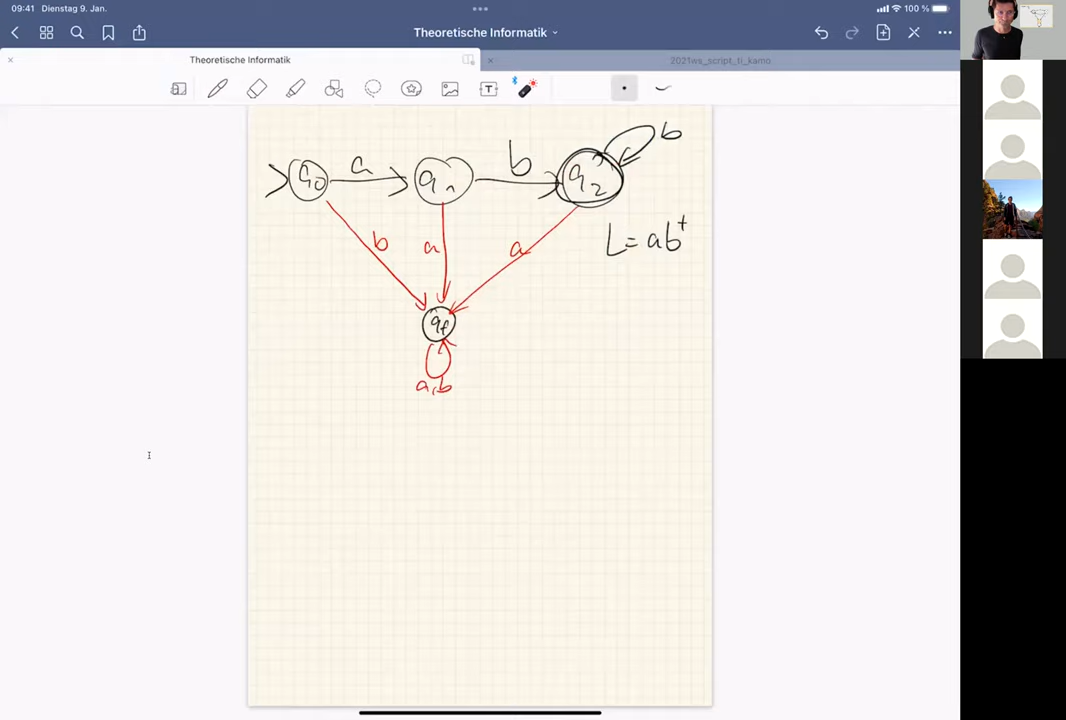 09:41 Dienstag 9. Jan.
100 %
Theoretische Informatik
Theoretische Informatik
2021ws_script_ti_kamo
T
b
q0 a q1 b q2
b a a
L = ab+
qf
a,b